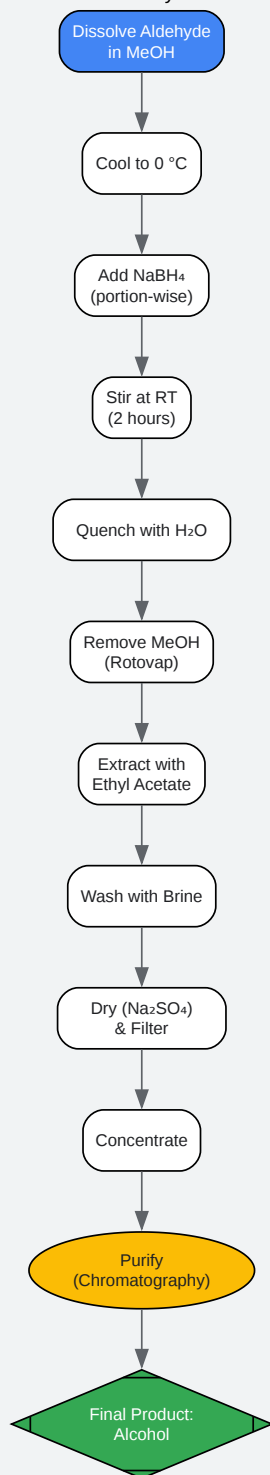 Dissolve Aldehyde
in MeOH
Cool to 0 °C
Add NaBH₄
(portion-wise)
Stir at RT
(2 hours)
Quench with H₂O
Remove MeOH
(Rotovap)
Extract with
Ethyl Acetate
Wash with Brine
Dry (Na₂SO₄)
& Filter
Concentrate
Purify
(Chromatography)
Final Product:
Alcohol